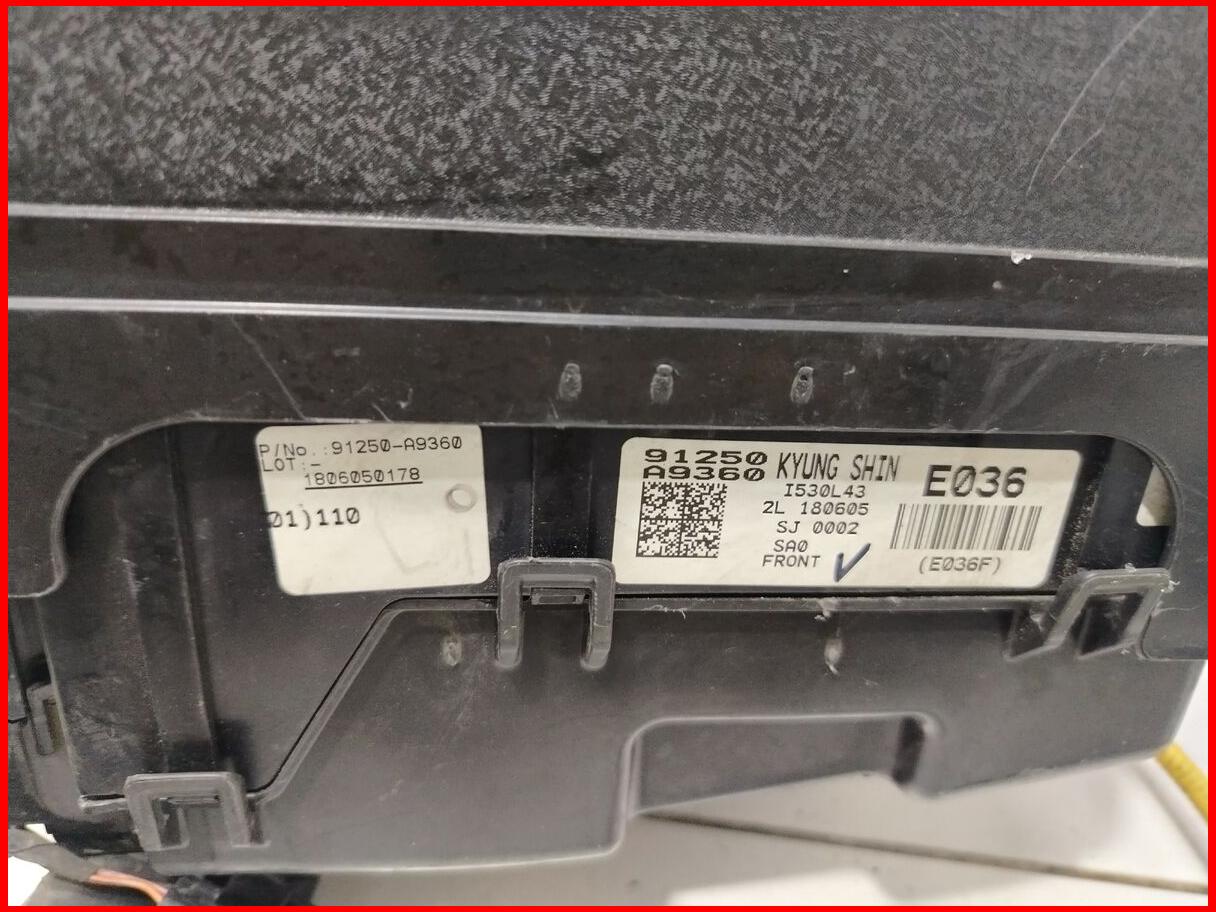 P/No.:91250-A9360
LOT:-
1806050178
01)110
91250
A9360
KYUNG SHIN
I530L43
2L 180605
SJ 0002
SA0
FRONT
E036
(E036F)